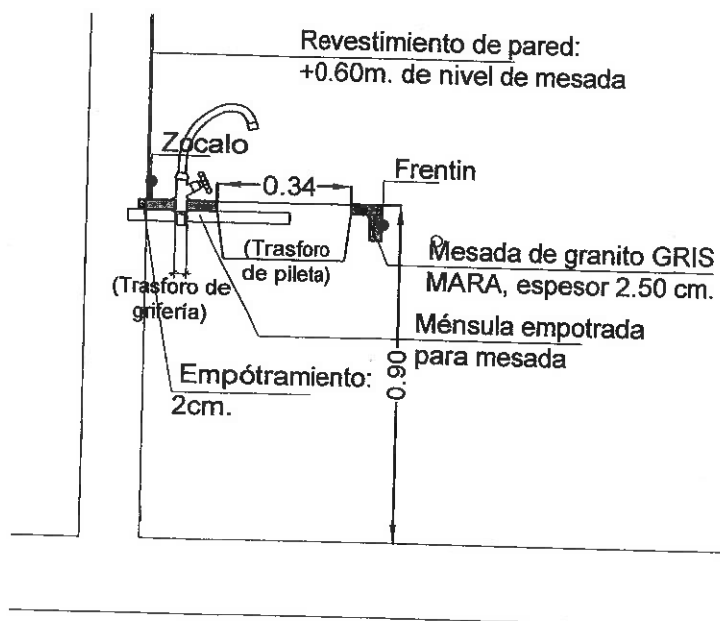 Revestimiento de pared:
+0.60m. de nivel de mesada
Zocalo
0.34
Frentin
(Trasforo
de pileta)
Mesada de granito GRIS
MARA, espesor 2.50 cm.
(Trasforo de
grifería)
Ménsula empotrada
para mesada
0.90
Empótramiento:
2cm.